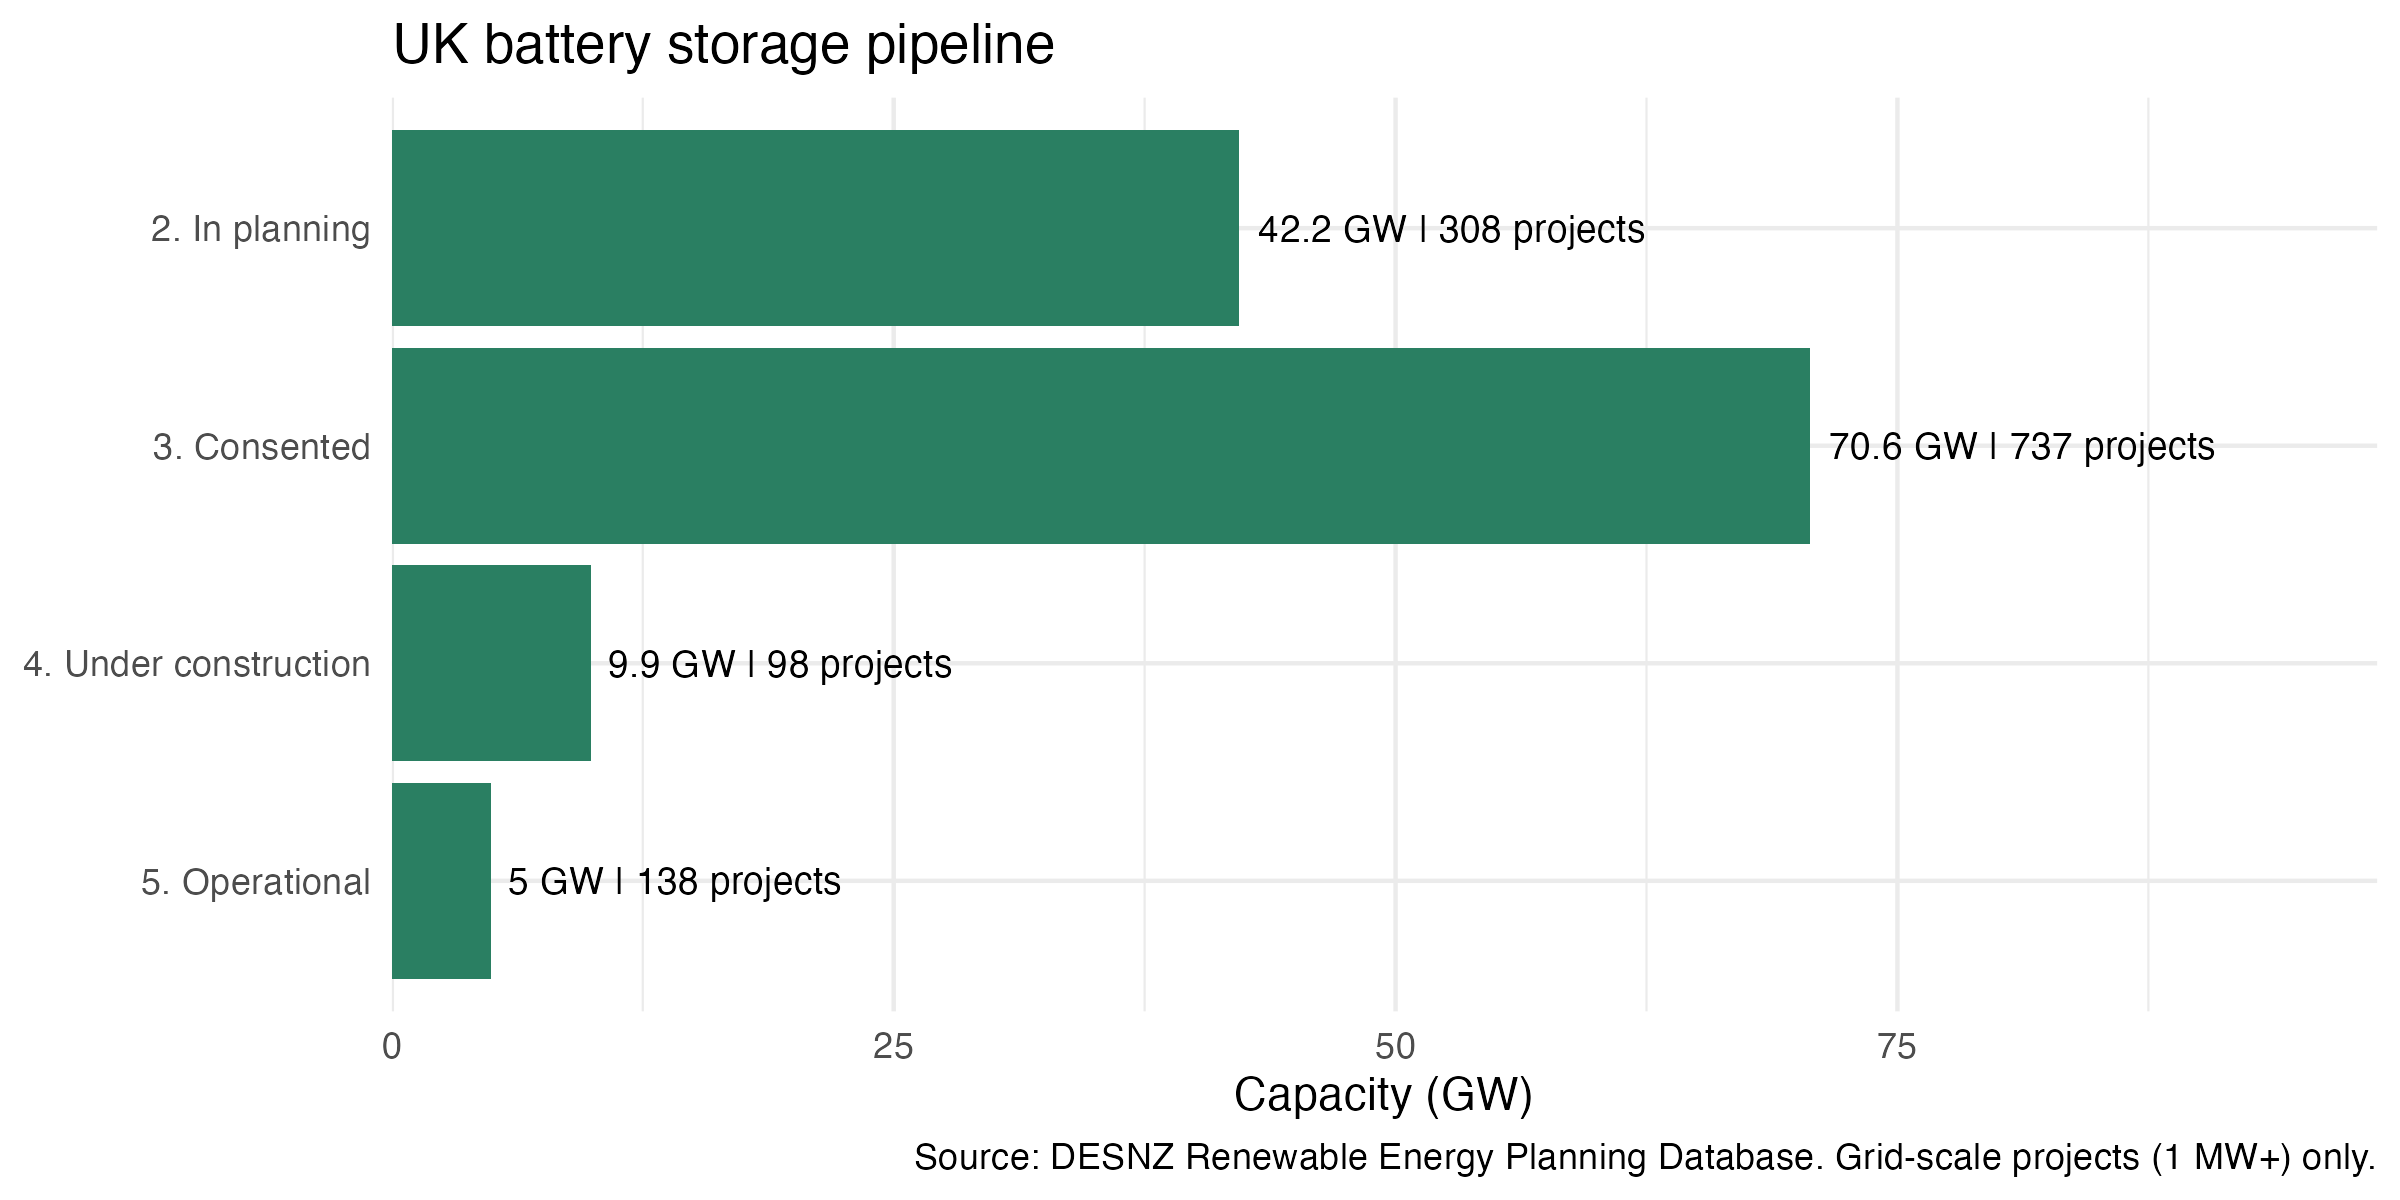 UK battery storage pipeline
2. In planning
42.2 GW | 308 projects
3. Consented
70.6 GW | 737 projects
4. Under construction
9.9 GW | 98 projects
5. Operational
5 GW | 138 projects
0 25 50 75
Capacity (GW)
Source: DESNZ Renewable Energy Planning Database. Grid-scale projects (1 MW+) only.